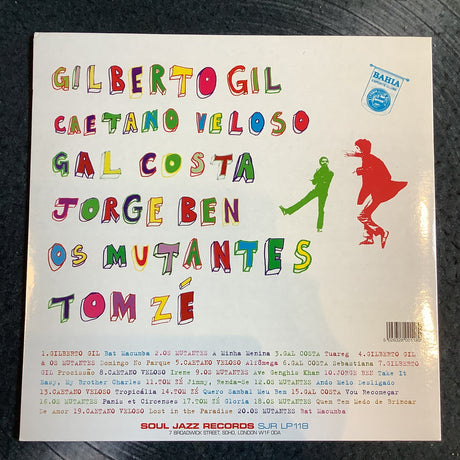 GILBERTO GIL
BAHIA
CAETANO VELOSO
GAL COSTA
JORGE BEN
OS MUTANTES
TOM ZÉ
1.GILBERTO GIL Bat Macumba 2.OS MUTANTES A Minha Menina 3.GAL COSTA Tuareg 4.GILBERTO GIL
& OS MUTANTES Domingo No Parque 5.CAETANO VELOSO Alfômega 6.GAL COSTA Sebastiana 7.GILBERTO
GIL Procissão 8.CAETANO VELOSO Irene 9.OS MUTANTES Ave Genghis Khan 10.JORGE BEN Take It
Easy, My Brother Charles 11.TOM ZÉ Jimmy, Renda-Se 12.OS MUTANTES Ando Meio Desligado
13.CAETANO VELOSO Tropicália 14.TOM ZÉ Quero Sambal Meu Ben 15.GAL COSTA Vou Recomeçar
16.OS MUTANTES Panis et Circenses 17.TOM ZÉ Gloria 18.OS MUTANTES Quem Tem Medo de Brincar
De Amor 19.CAETANO VELOSO Lost in the Paradise 20.OS MUTANTES Bat Macumba
SOUL JAZZ RECORDS SJR LP118
7 BROADWICK STREET, SOHO, LONDON W1F 0DA